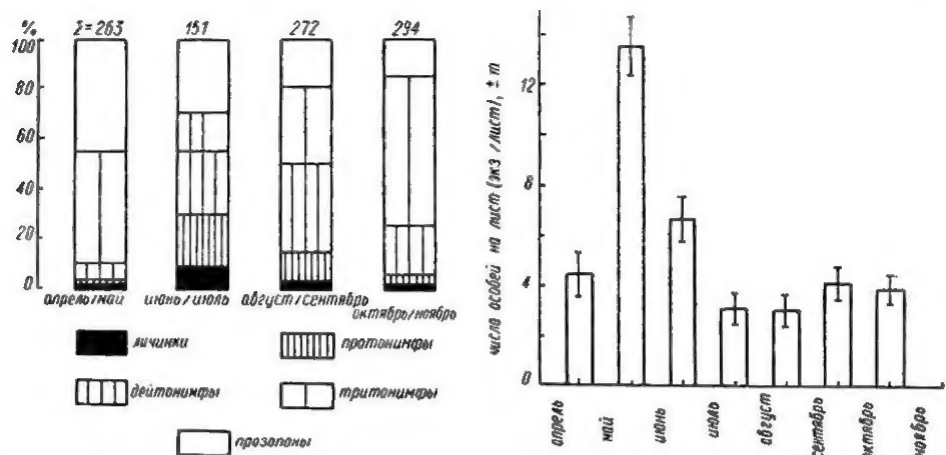 %
Σ=263 151 272 294
100
80
60
40
20
0
апрель/май июнь/июль август/сентябрь октябрь/ноябрь
личинки протонимфы
дейтонимфы тритонимфы
прозопоны
числа особей на лист (экз/лист), ± m
12
8
4
0
апрель
май
июнь
июль
август
сентябрь
октябрь
ноябрь